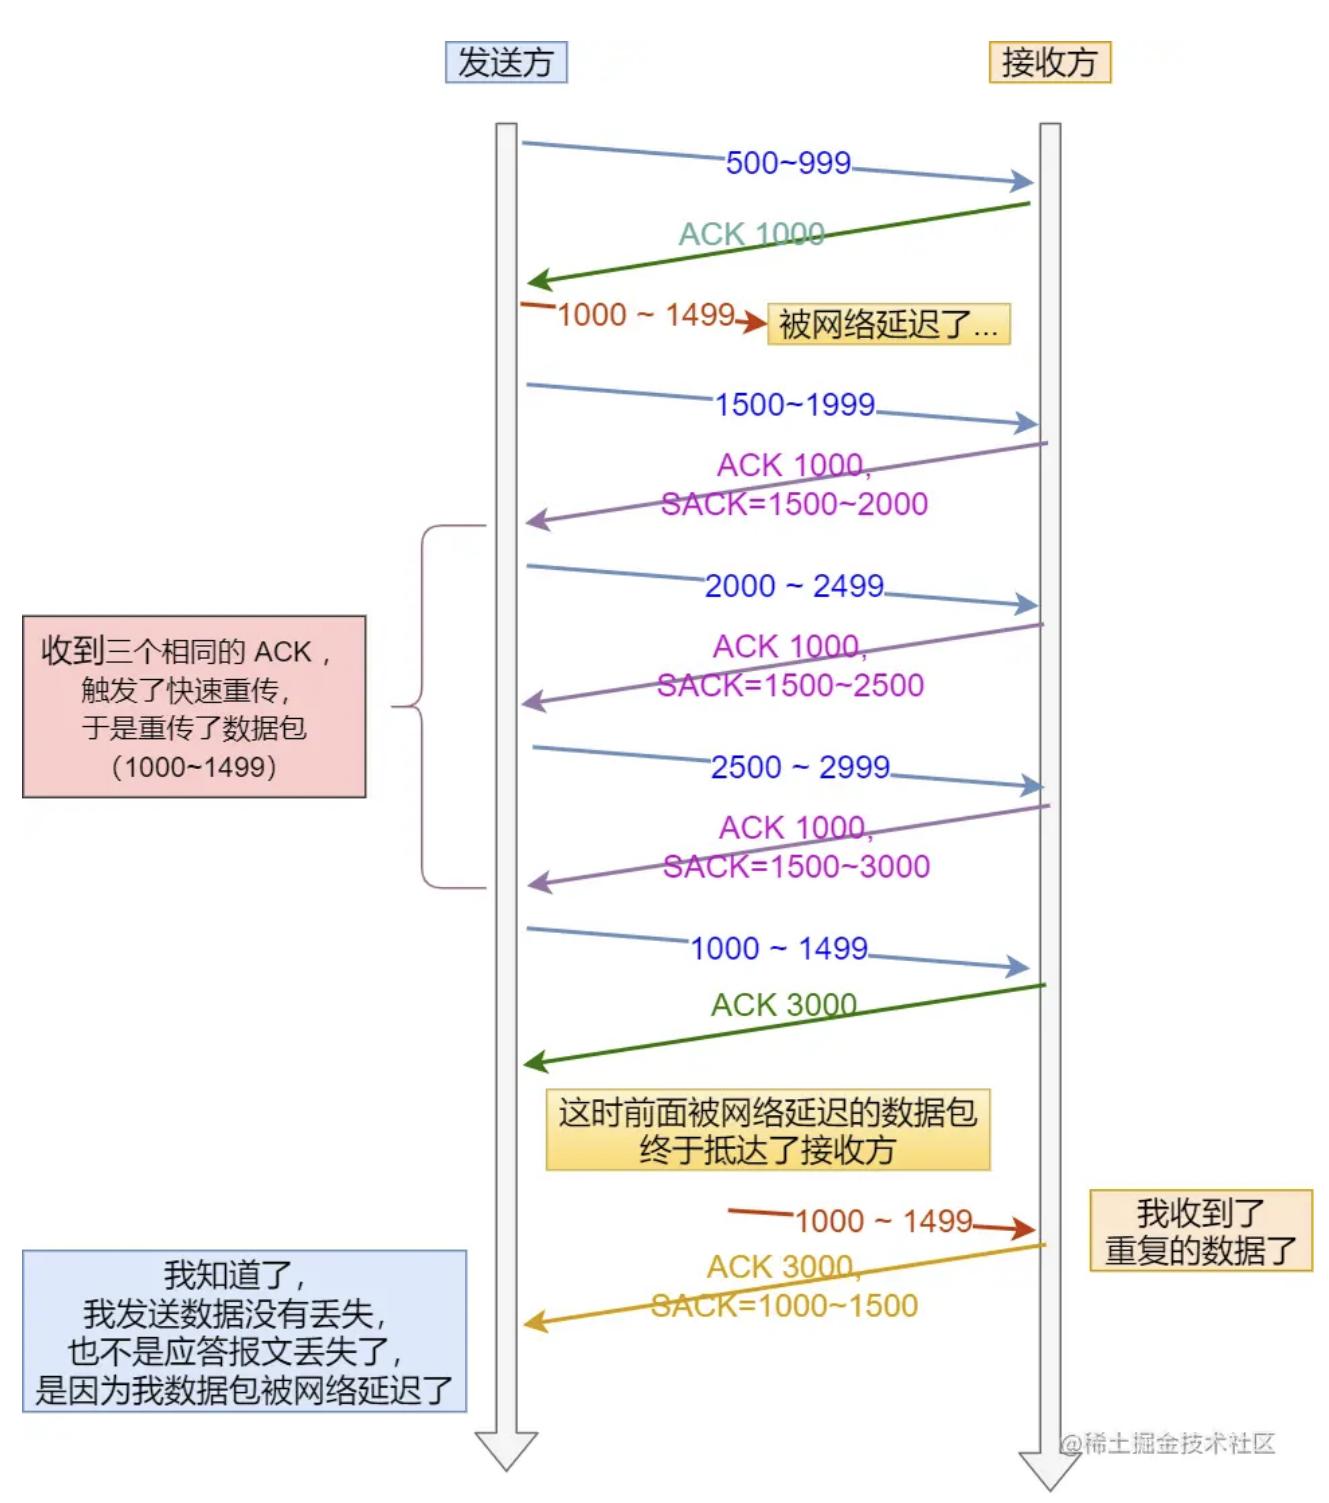 发送方
接收方
500~999
ACK 1000
1000 ~ 1499
被网络延迟了...
1500~1999
ACK 1000,
SACK=1500~2000
2000 ~ 2499
ACK 1000,
SACK=1500~2500
收到三个相同的 ACK ，
触发了快速重传，
于是重传了数据包
（1000~1499）
2500 ~ 2999
ACK 1000,
SACK=1500~3000
1000 ~ 1499
ACK 3000
这时前面被网络延迟的数据包
终于抵达了接收方
1000 ~ 1499
我收到了
重复的数据了
ACK 3000,
SACK=1000~1500
我知道了，
我发送数据没有丢失，
也不是应答报文丢失了，
是因为我数据包被网络延迟了
@稀土掘金技术社区